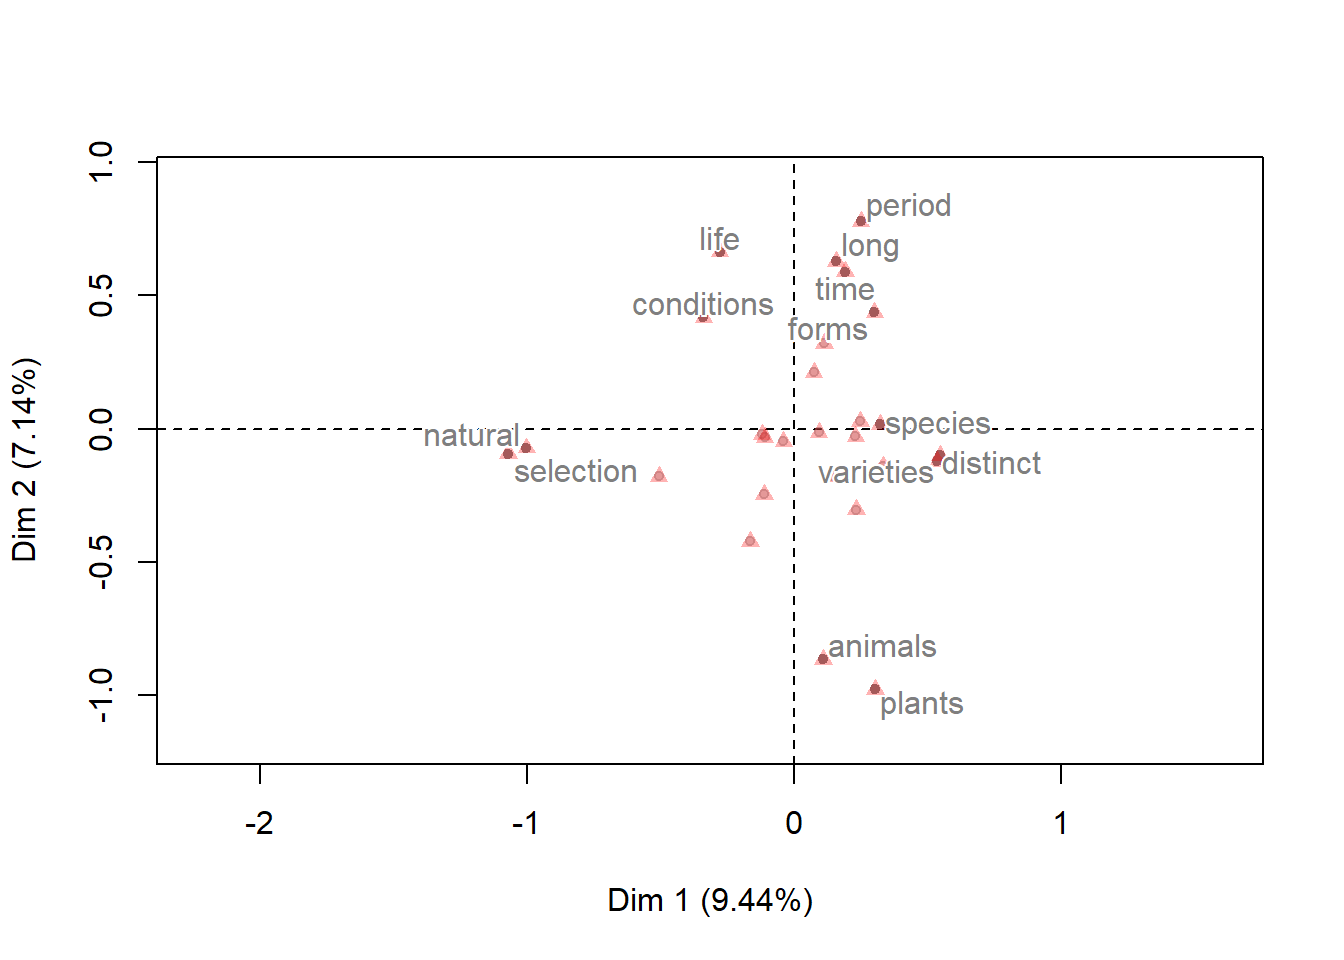 1.0
0.5
0.0
-0.5
-1.0
Dim 2 (7.14%)
period
life
long
time
conditions
forms
species
natural
distinct
selection
varieties
animals
plants
-2
-1
0
1
Dim 1 (9.44%)